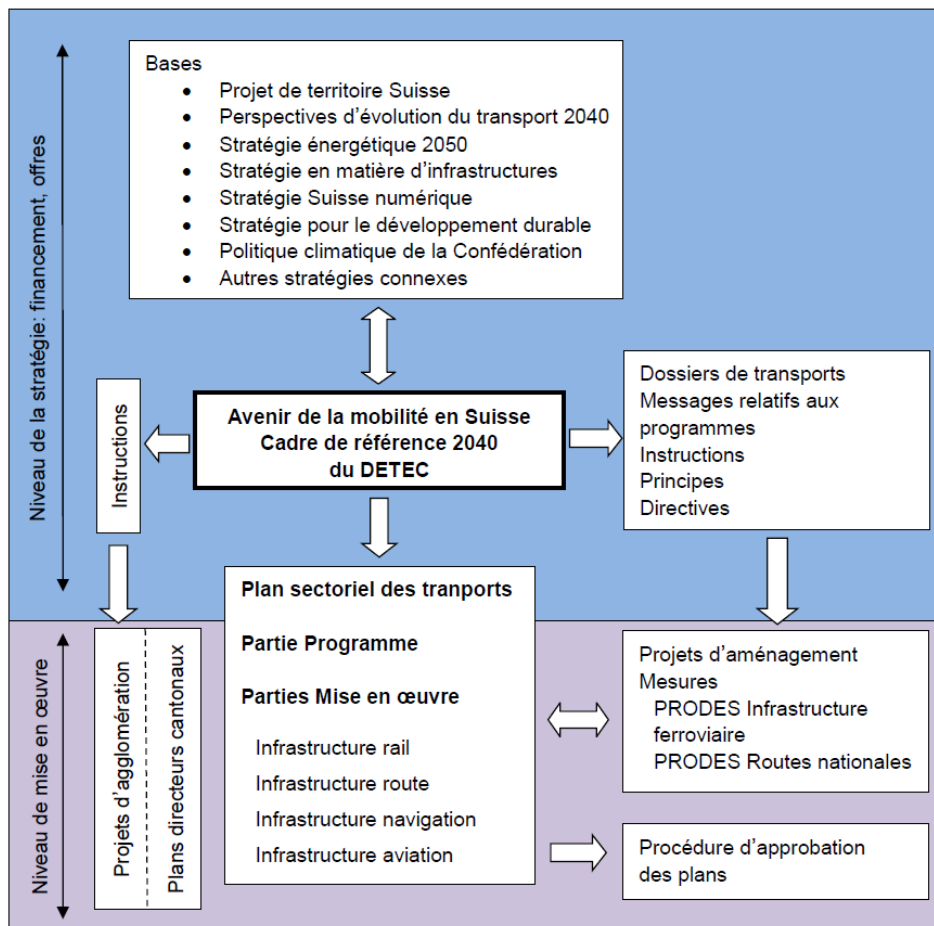 Niveau de la stratégie: financement, offres
Bases
• Projet de territoire Suisse
• Perspectives d'évolution du transport 2040
• Stratégie énergétique 2050
• Stratégie en matière d'infrastructures
• Stratégie Suisse numérique
• Stratégie pour le développement durable
• Politique climatique de la Confédération
• Autres stratégies connexes
Instructions
Avenir de la mobilité en Suisse
Cadre de référence 2040
du DETEC
Dossiers de transports
Messages relatifs aux
programmes
Instructions
Principes
Directives
Niveau de mise en œuvre
Projets d'agglomération
Plans directeurs cantonaux
Plan sectoriel des tranports
Partie Programme
Parties Mise en œuvre
Infrastructure rail
Infrastructure route
Infrastructure navigation
Infrastructure aviation
Projets d'aménagement
Mesures
PRODES Infrastructure
ferroviaire
PRODES Routes nationales
Procédure d'approbation
des plans